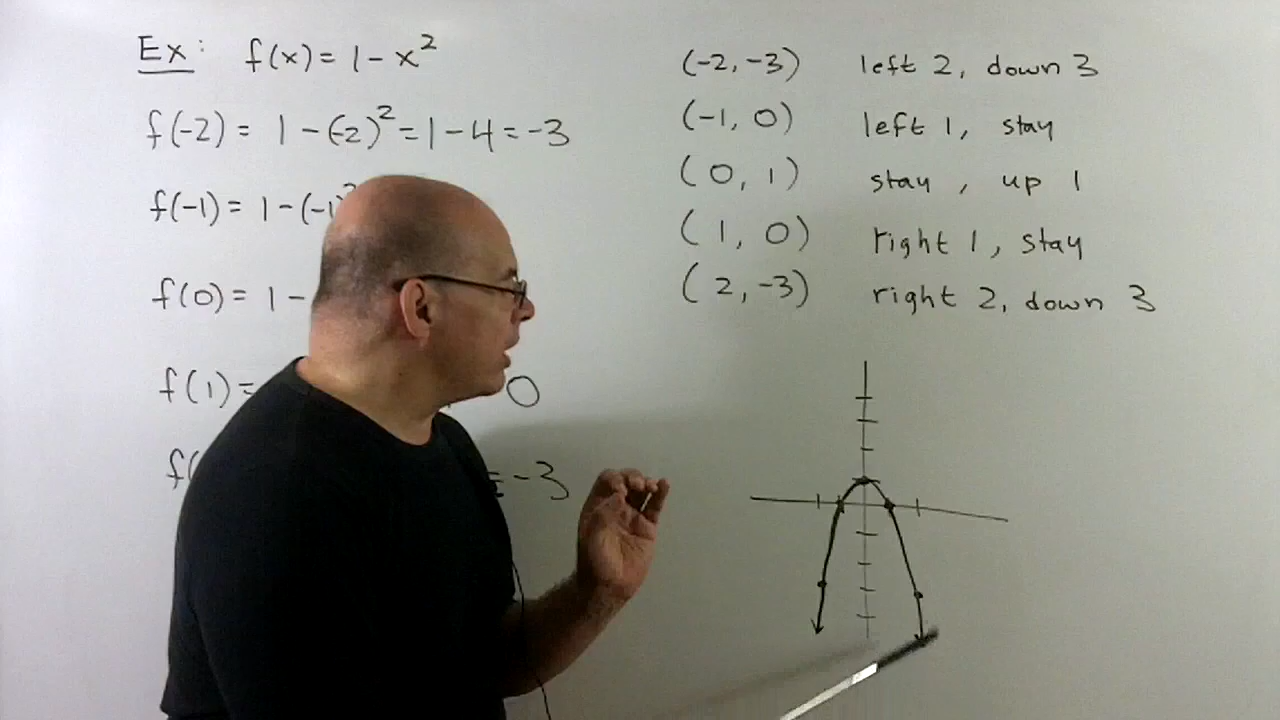 Ex: f(x) = 1 - x²
f(-2) = 1 - (-2)² = 1 - 4 = -3
f(-1) = 1 - (-1)²
f(0) = 1 -
f(1) = 0
f( = -3
(-2, -3) left 2, down 3
(-1, 0) left 1, stay
(0, 1) stay, up 1
(1, 0) right 1, stay
(2, -3) right 2, down 3